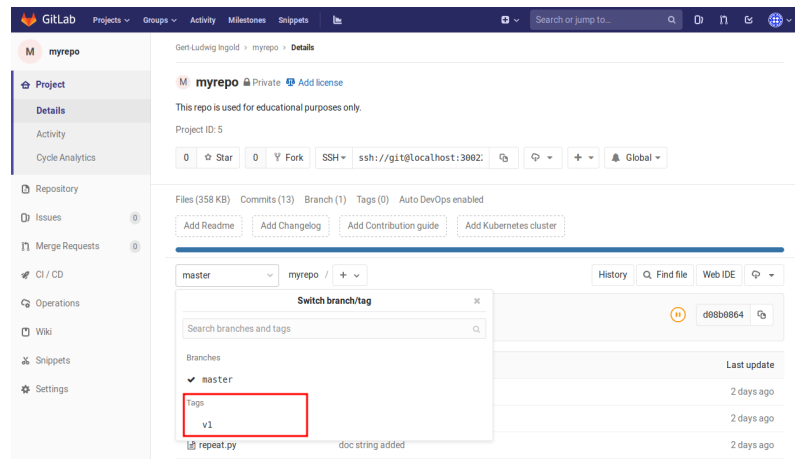 GitLab Projects Groups Activity Milestones Snippets Search or jump to...
M myrepo
Project
Details
Activity
Cycle Analytics
Repository
Issues 0
Merge Requests 0
CI / CD
Operations
Wiki
Snippets
Settings
Gert-Ludwig Ingold › myrepo › Details
M myrepo Private Add license
This repo is used for educational purposes only.
Project ID: 5
0 Star 0 Fork SSH ssh://git@localhost:30022 Global
Files (358 KB) Commits (13) Branch (1) Tags (0) Auto DevOps enabled
Add Readme Add Changelog Add Contribution guide Add Kubernetes cluster
master myrepo / + History Find file Web IDE
Switch branch/tag ×
Search branches and tags
d08b0864
Branches
master
Tags
v1
Last update
2 days ago
2 days ago
repeat.py doc string added 2 days ago